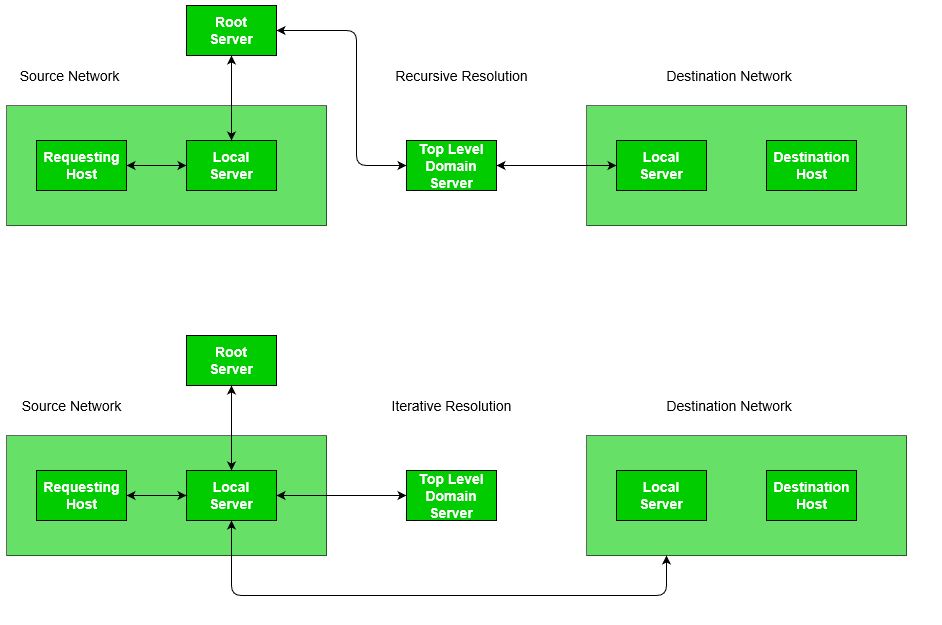 Root
Server
Source Network
Recursive Resolution
Destination Network
Requesting
Host
Local
Server
Top Level
Domain
Server
Local
Server
Destination
Host
Root
Server
Source Network
Iterative Resolution
Destination Network
Requesting
Host
Local
Server
Top Level
Domain
Server
Local
Server
Destination
Host